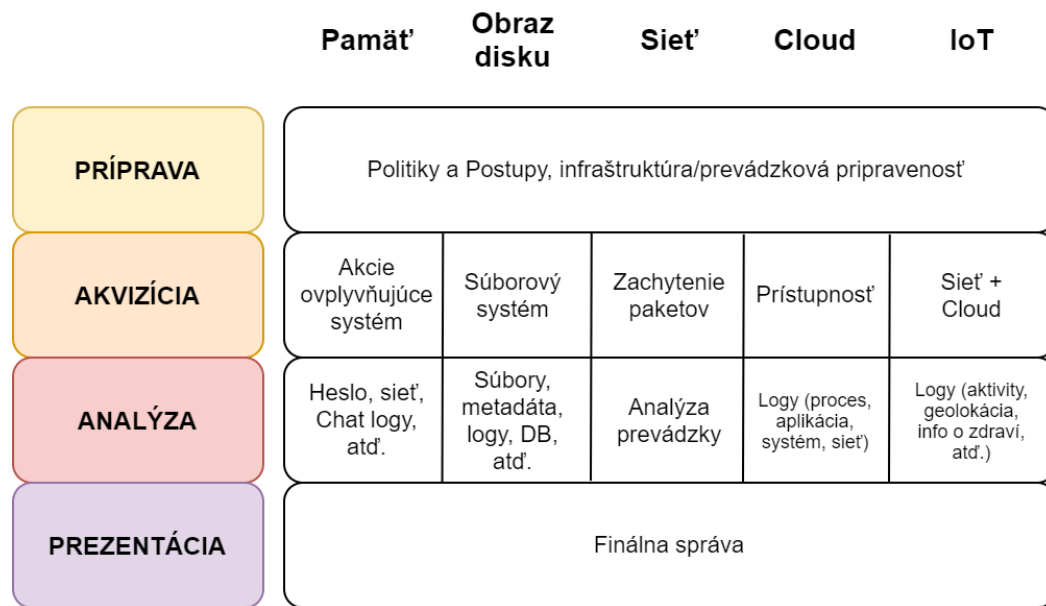 Pamäť
Obraz
disku
Sieť
Cloud
IoT
PRÍPRAVA
Politiky a Postupy, infraštruktúra/prevádzková pripravenosť
AKVIZÍCIA
Akcie
ovplyvňujúce
systém
Súborový
systém
Zachytenie
paketov
Prístupnosť
Sieť +
Cloud
ANALÝZA
Heslo, sieť,
Chat logy,
atď.
Súbory,
metadáta,
logy, DB,
atď.
Analýza
prevádzky
Logy (proces,
aplikácia,
systém, sieť)
Logy (aktivity,
geolokácia,
info o zdraví,
atď.)
PREZENTÁCIA
Finálna správa